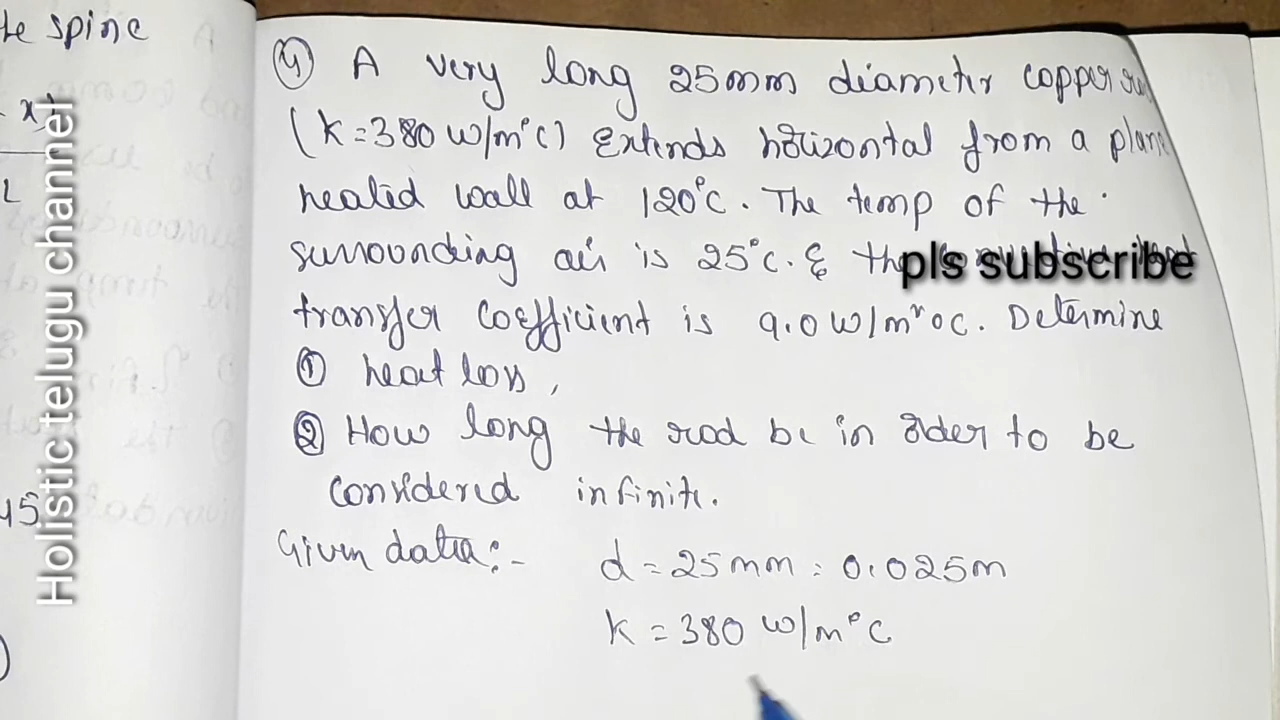 te spine
x)
L
45
Holistic telugu channel
④ A very long 25mm diameter copper
(K=380 W/m°C) Extends horizontal from a plane
heated wall at 120°C. The temp of the
surrounding air is 25°C. & the
pls subscribe
transfer coefficient is 9.0 W/m²°C. Determine
① heat loss,
② How long the rod be in order to be
considered infinite.
Given data:-
d = 25mm = 0.025m
K = 380 W/m°C